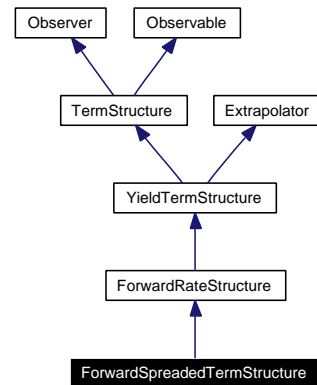 Observer Observable
TermStructure Extrapolator
YieldTermStructure
ForwardRateStructure
ForwardSpreadedTermStructure